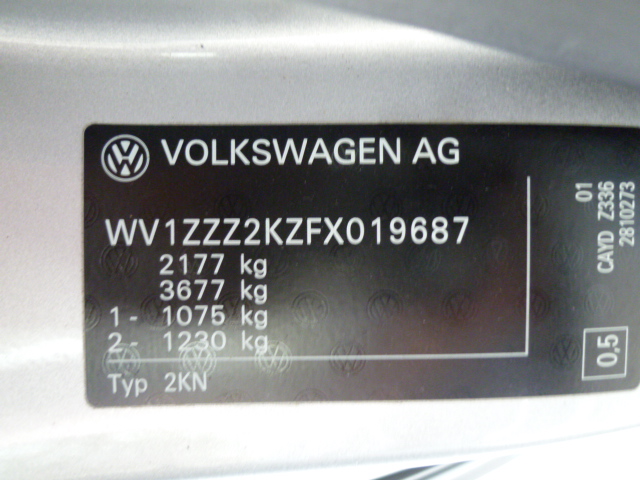 VOLKSWAGEN AG
WV1ZZZ2KZFX019687
2177 kg
3677 kg
1- 1075 kg
2- 1230 kg
Typ 2KN
01
CAYD Z336
2810273
0,5